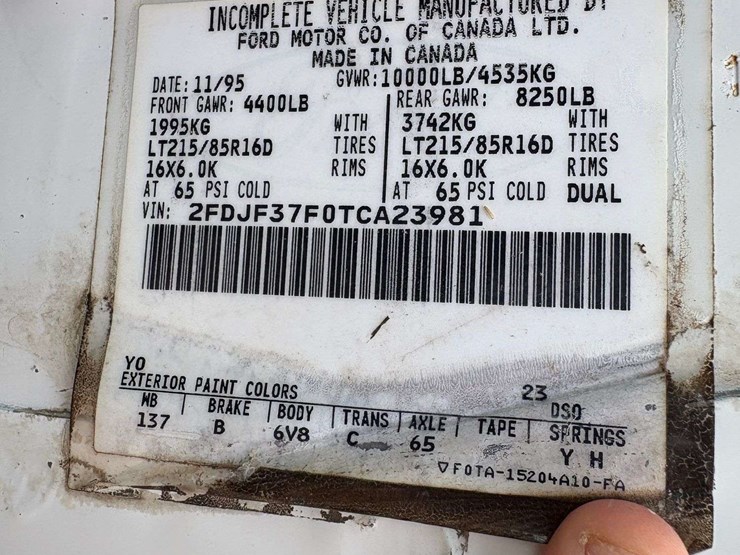 INCOMPLETE VEHICLE MANUFACTURED BY
FORD MOTOR CO. OF CANADA LTD.
MADE IN CANADA
DATE: 11/95 GVWR: 10000LB/4535KG
FRONT GAWR: 4400LB REAR GAWR: 8250LB
1995KG WITH 3742KG WITH
LT215/85R16D TIRES LT215/85R16D TIRES
16X6.0K RIMS 16X6.0K RIMS
AT 65 PSI COLD AT 65 PSI COLD DUAL
VIN: 2FDJF37F0TCA23981
YO 23
EXTERIOR PAINT COLORS DSO
WB BRAKE BODY TRANS AXLE TAPE SPRINGS
137 B 6V8 C 65 Y H
▽F0TA-15204A10-FA